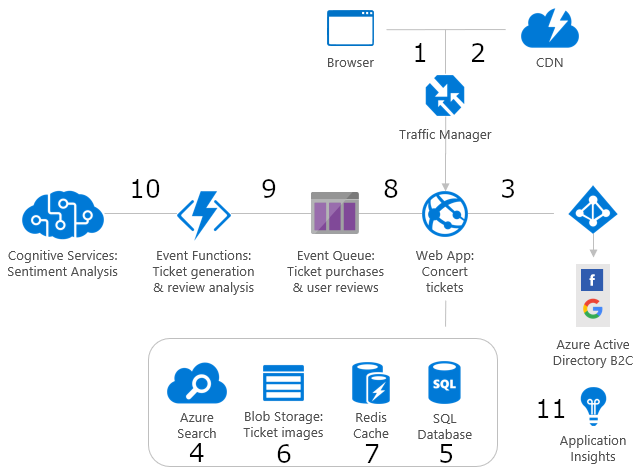 1
2
Browser
CDN
Traffic Manager
10
9
8
3
Cognitive Services:
Sentiment Analysis
Event Functions:
Ticket generation
& review analysis
Event Queue:
Ticket purchases
& user reviews
Web App:
Concert
tickets
f
G
Azure Active
Directory B2C
SQL
Azure
Search
4
Blob Storage:
Ticket images
6
Redis
Cache
7
SQL
Database
5
11
Application
Insights